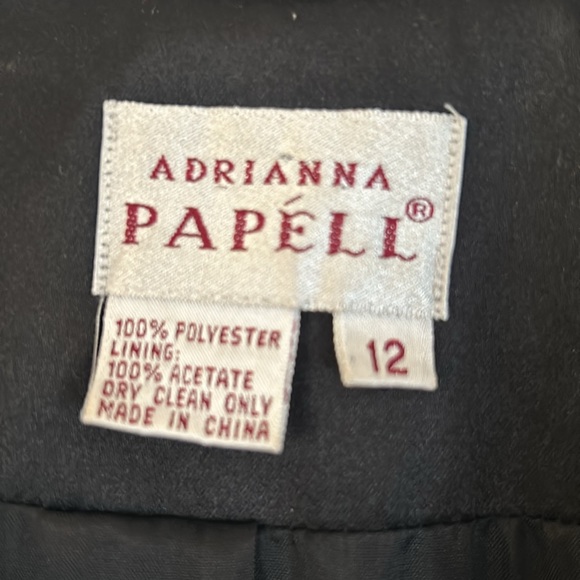 ADRIANNA
PAPÉLL®
100% POLYESTER
LINING:
100% ACETATE
DRY CLEAN ONLY
MADE IN CHINA
12